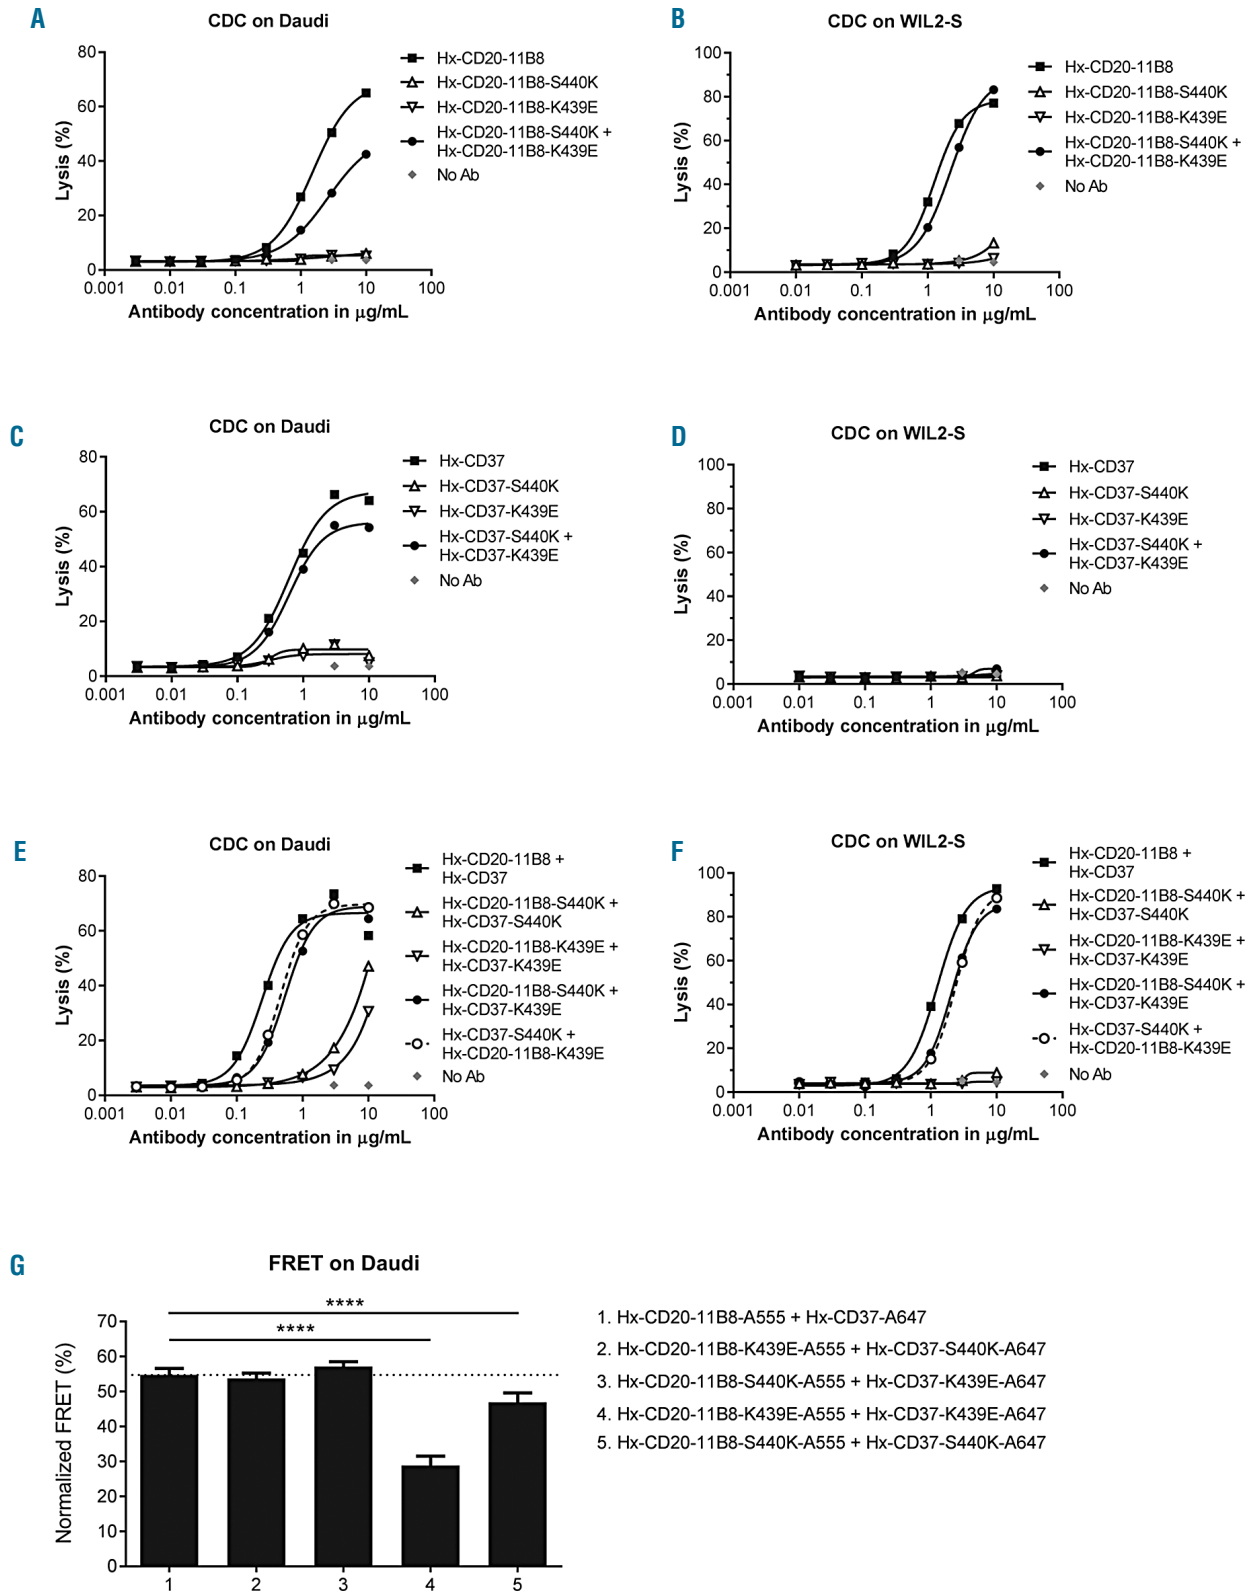 A
CDC on Daudi
Lysis (%)
80
60
40
20
0
0.001 0.01 0.1 1 10 100
Antibody concentration in µg/mL
Hx-CD20-11B8
Hx-CD20-11B8-S440K
Hx-CD20-11B8-K439E
Hx-CD20-11B8-S440K +
Hx-CD20-11B8-K439E
No Ab
B
CDC on WIL2-S
Lysis (%)
100
80
60
40
20
0
0.001 0.01 0.1 1 10 100
Antibody concentration in µg/mL
Hx-CD20-11B8
Hx-CD20-11B8-S440K
Hx-CD20-11B8-K439E
Hx-CD20-11B8-S440K +
Hx-CD20-11B8-K439E
No Ab
C
CDC on Daudi
Lysis (%)
80
60
40
20
0
0.001 0.01 0.1 1 10 100
Antibody concentration in µg/mL
Hx-CD37
Hx-CD37-S440K
Hx-CD37-K439E
Hx-CD37-S440K +
Hx-CD37-K439E
No Ab
D
CDC on WIL2-S
Lysis (%)
100
80
60
40
20
0
0.001 0.01 0.1 1 10 100
Antibody concentration in µg/mL
Hx-CD37
Hx-CD37-S440K
Hx-CD37-K439E
Hx-CD37-S440K +
Hx-CD37-K439E
No Ab
E
CDC on Daudi
Lysis (%)
80
60
40
20
0
0.001 0.01 0.1 1 10 100
Antibody concentration in µg/mL
Hx-CD20-11B8 +
Hx-CD37
Hx-CD20-11B8-S440K +
Hx-CD37-S440K
Hx-CD20-11B8-K439E +
Hx-CD37-K439E
Hx-CD20-11B8-S440K +
Hx-CD37-K439E
Hx-CD37-S440K +
Hx-CD20-11B8-K439E
No Ab
F
CDC on WIL2-S
Lysis (%)
100
80
60
40
20
0
0.001 0.01 0.1 1 10 100
Antibody concentration in µg/mL
Hx-CD20-11B8 +
Hx-CD37
Hx-CD20-11B8-S440K +
Hx-CD37-S440K
Hx-CD20-11B8-K439E +
Hx-CD37-K439E
Hx-CD20-11B8-S440K +
Hx-CD37-K439E
Hx-CD37-S440K +
Hx-CD20-11B8-K439E
No Ab
G
FRET on Daudi
****
****
Normalized FRET (%)
70
60
50
40
30
20
10
0
1 2 3 4 5
1. Hx-CD20-11B8-A555 + Hx-CD37-A647
2. Hx-CD20-11B8-K439E-A555 + Hx-CD37-S440K-A647
3. Hx-CD20-11B8-S440K-A555 + Hx-CD37-K439E-A647
4. Hx-CD20-11B8-K439E-A555 + Hx-CD37-K439E-A647
5. Hx-CD20-11B8-S440K-A555 + Hx-CD37-S440K-A647